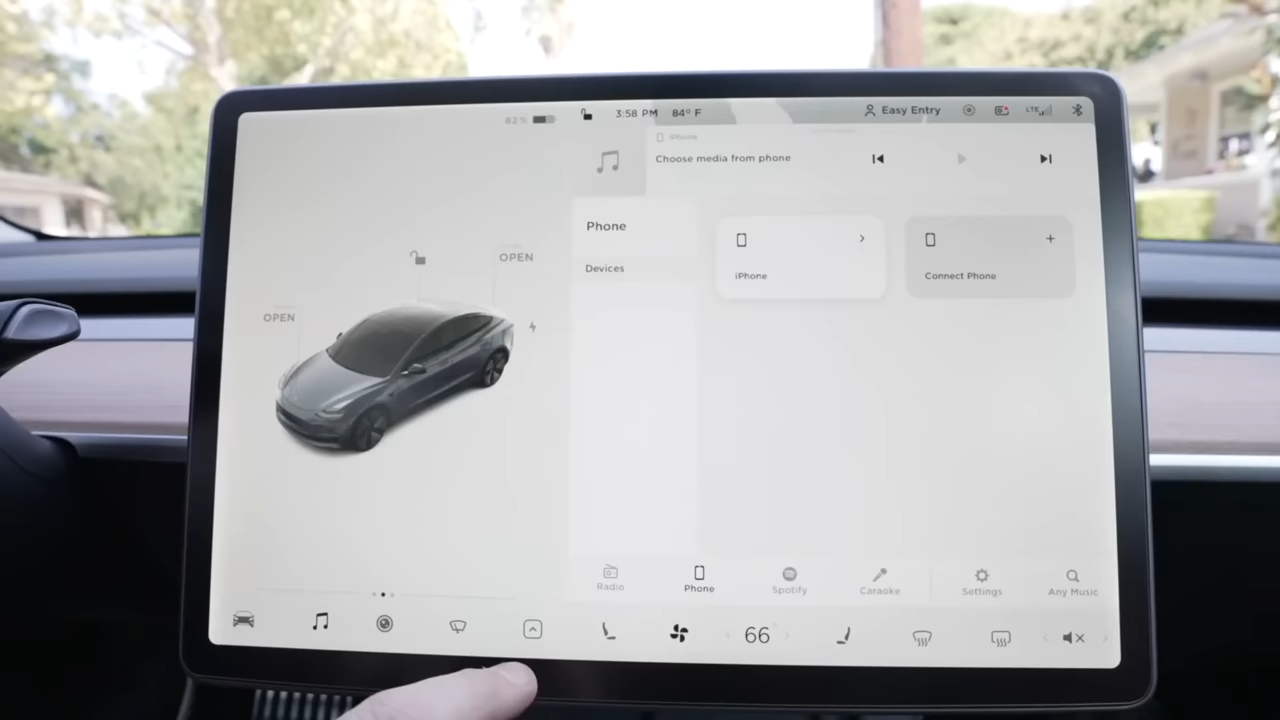 62 %
3:58 PM 84° F
Easy Entry
LTE
iPhone
Choose media from phone
Phone
Devices
iPhone
Connect Phone
OPEN
OPEN
Radio
Phone
Spotify
Caraoke
Settings
Any Music
66